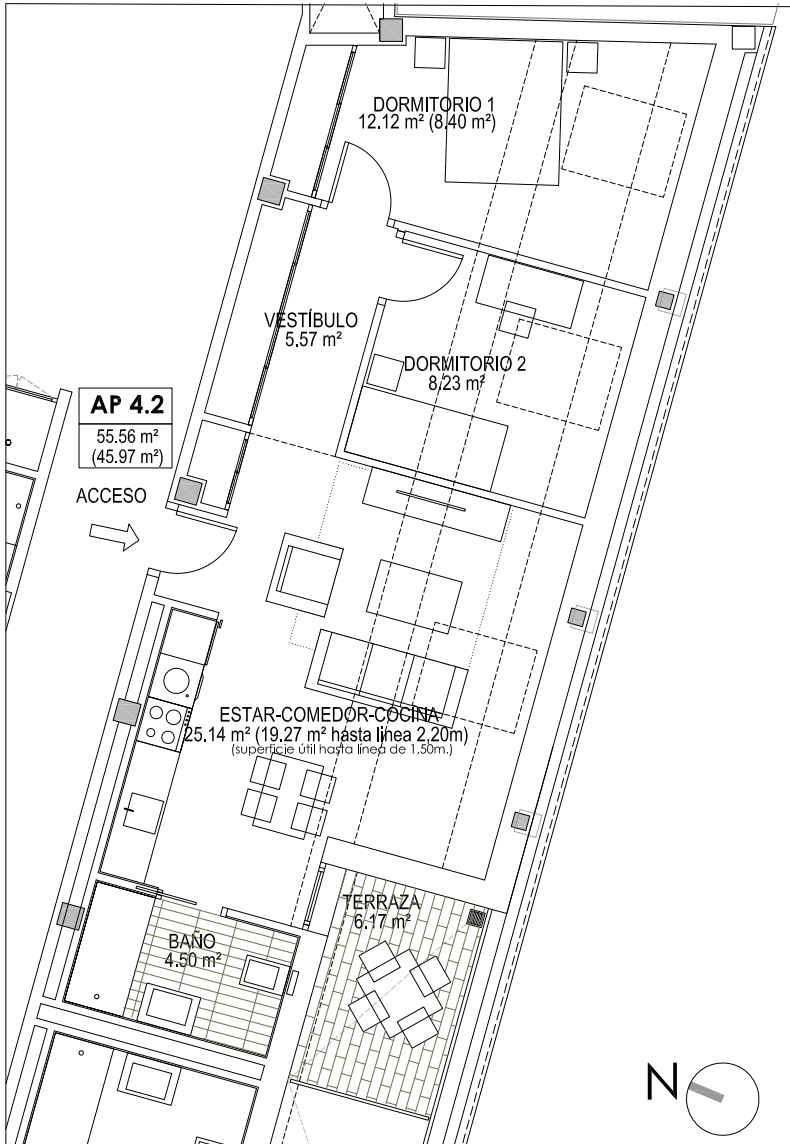 DORMITORIO 1
12.12 m² (8.40 m²)
VESTÍBULO
5.57 m²
DORMITORIO 2
8.23 m²
AP 4.2
55.56 m²
(45.97 m²)
ACCESO
ESTAR-COMEDOR-COCINA
25.14 m² (19.27 m² hasta línea 2,20m)
(superficie útil hasta línea de 1,50m.)
TERRAZA
6.17 m²
BAÑO
4.50 m²
N